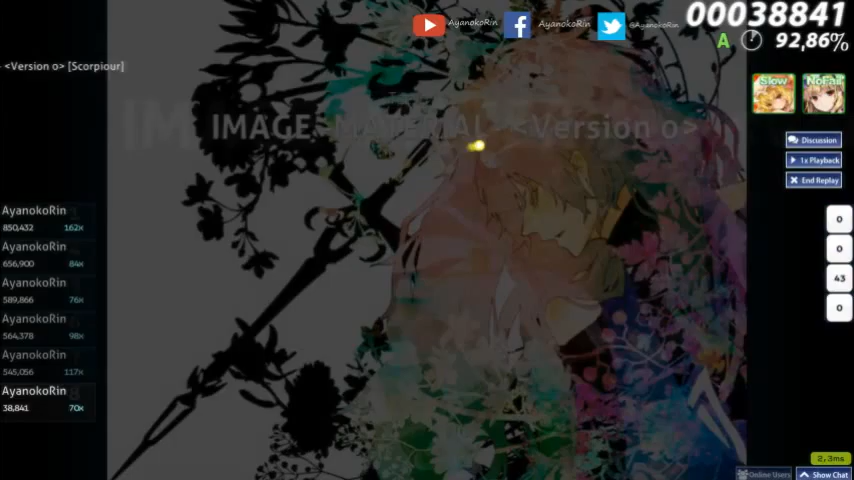 AyanokoRin AyanokoRin @AyanokoRin
00038841
A 92,86%
<Version 0> [Scorpiour]
Slow NoFail
IMAGE -MATERIAL- <Version 0>
Discussion
1x Playback
End Replay
AyanokoRin
850,432 162x
AyanokoRin
656,900 84x
AyanokoRin
589,866 76x
AyanokoRin
564,378 98x
AyanokoRin
545,056 117x
AyanokoRin
38,841 70x
0
0
43
0
2,3ms
Online Users Show Chat